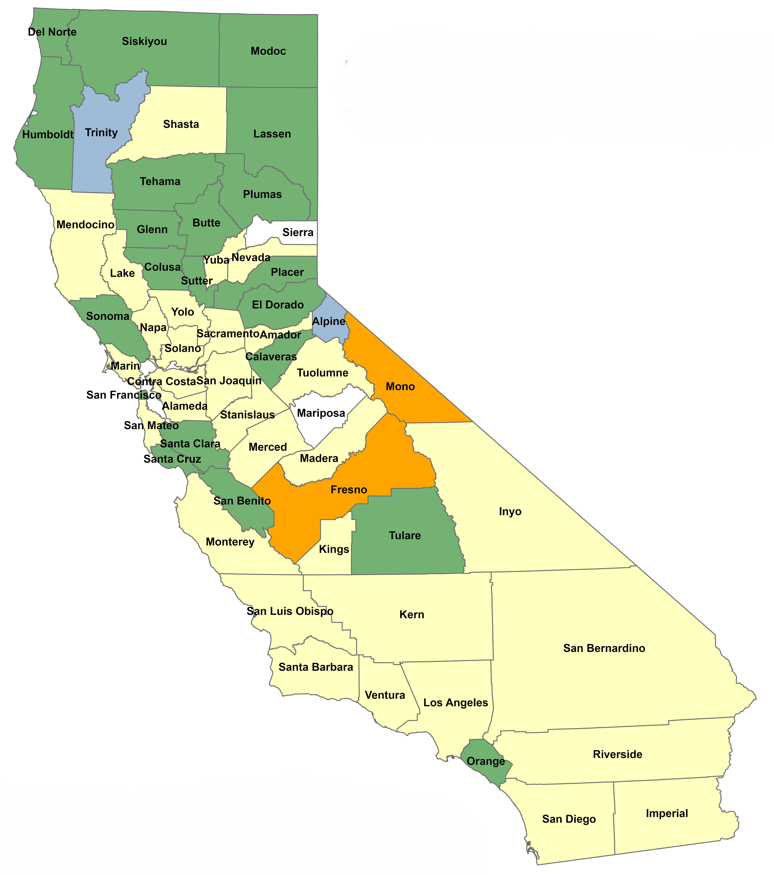 Del Norte
Siskiyou
Modoc
Humboldt
Trinity
Shasta
Lassen
Tehama
Plumas
Mendocino
Glenn
Butte
Sierra
Lake
Colusa
Sutter
Yuba
Nevada
Placer
Sonoma
Napa
Yolo
El Dorado
Alpine
Solano
Sacramento
Amador
Calaveras
Marin
Contra Costa
San Joaquin
Tuolumne
Mono
San Francisco
Alameda
Stanislaus
Mariposa
San Mateo
Santa Clara
Merced
Santa Cruz
Madera
San Benito
Fresno
Inyo
Monterey
Kings
Tulare
San Luis Obispo
Kern
San Bernardino
Santa Barbara
Ventura
Los Angeles
Orange
Riverside
San Diego
Imperial